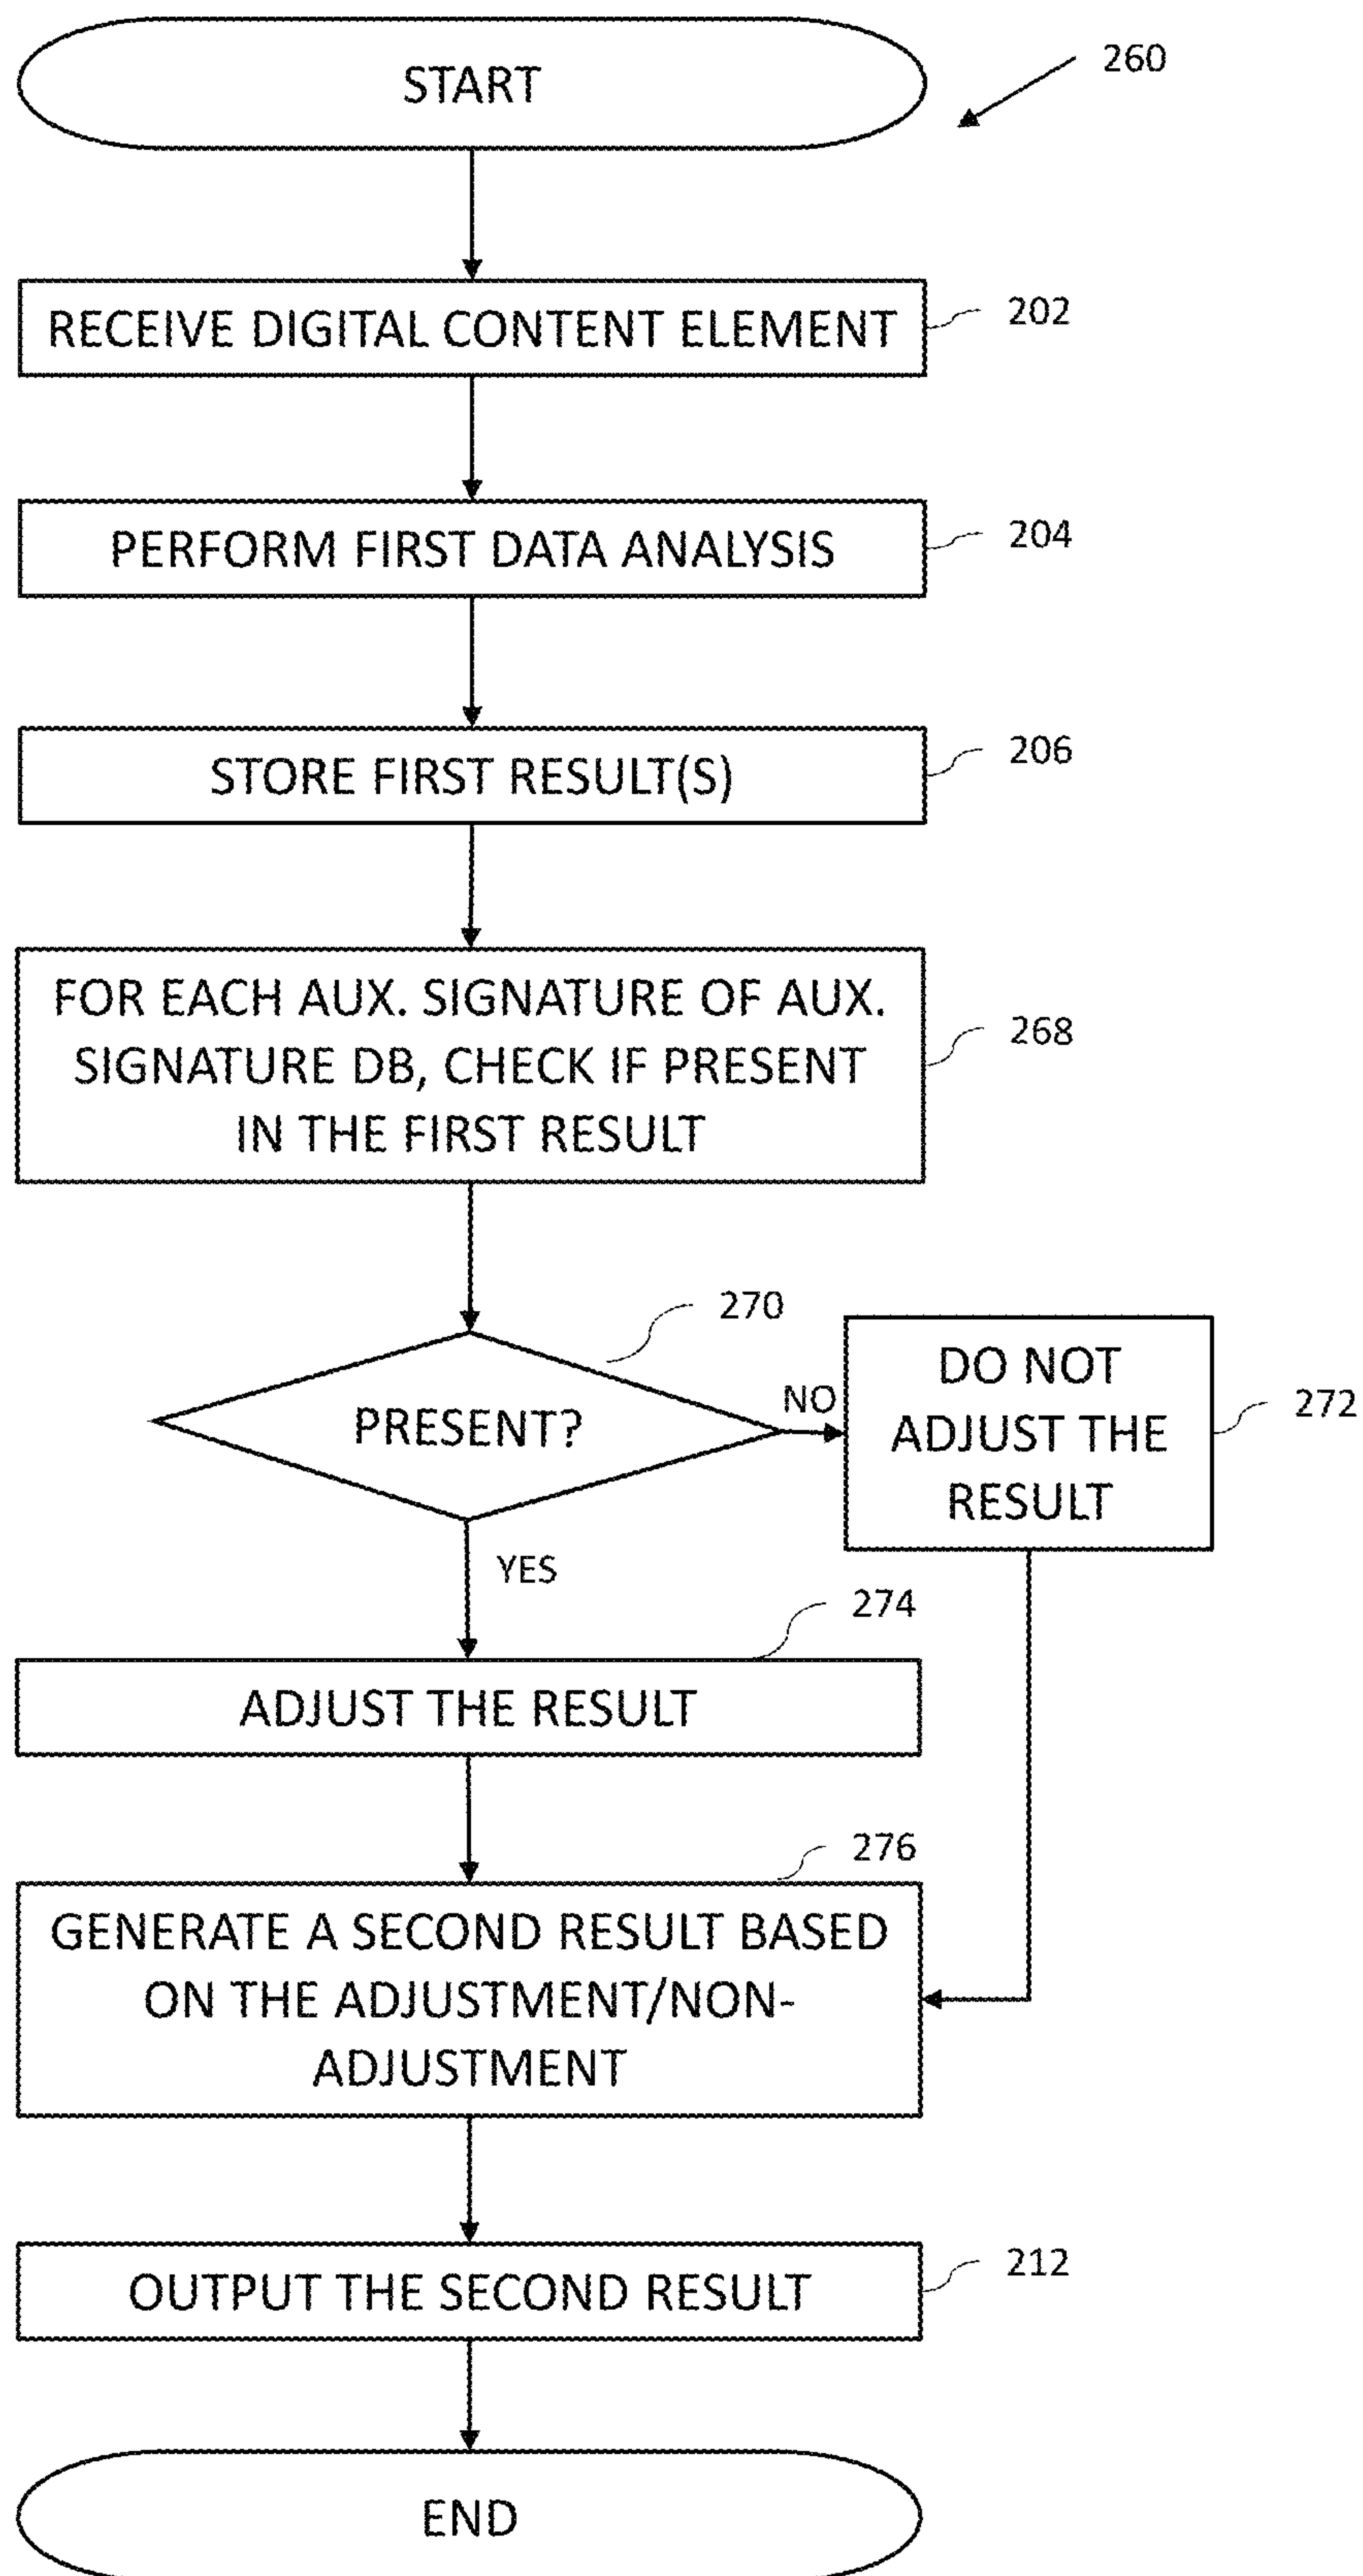 START
260
RECEIVE DIGITAL CONTENT ELEMENT
202
PERFORM FIRST DATA ANALYSIS
204
STORE FIRST RESULT(S)
206
FOR EACH AUX. SIGNATURE OF AUX.
SIGNATURE DB, CHECK IF PRESENT
IN THE FIRST RESULT
268
270
PRESENT?
NO
DO NOT
ADJUST THE
RESULT
272
YES
274
ADJUST THE RESULT
276
GENERATE A SECOND RESULT BASED
ON THE ADJUSTMENT/NON-
ADJUSTMENT
OUTPUT THE SECOND RESULT
212
END